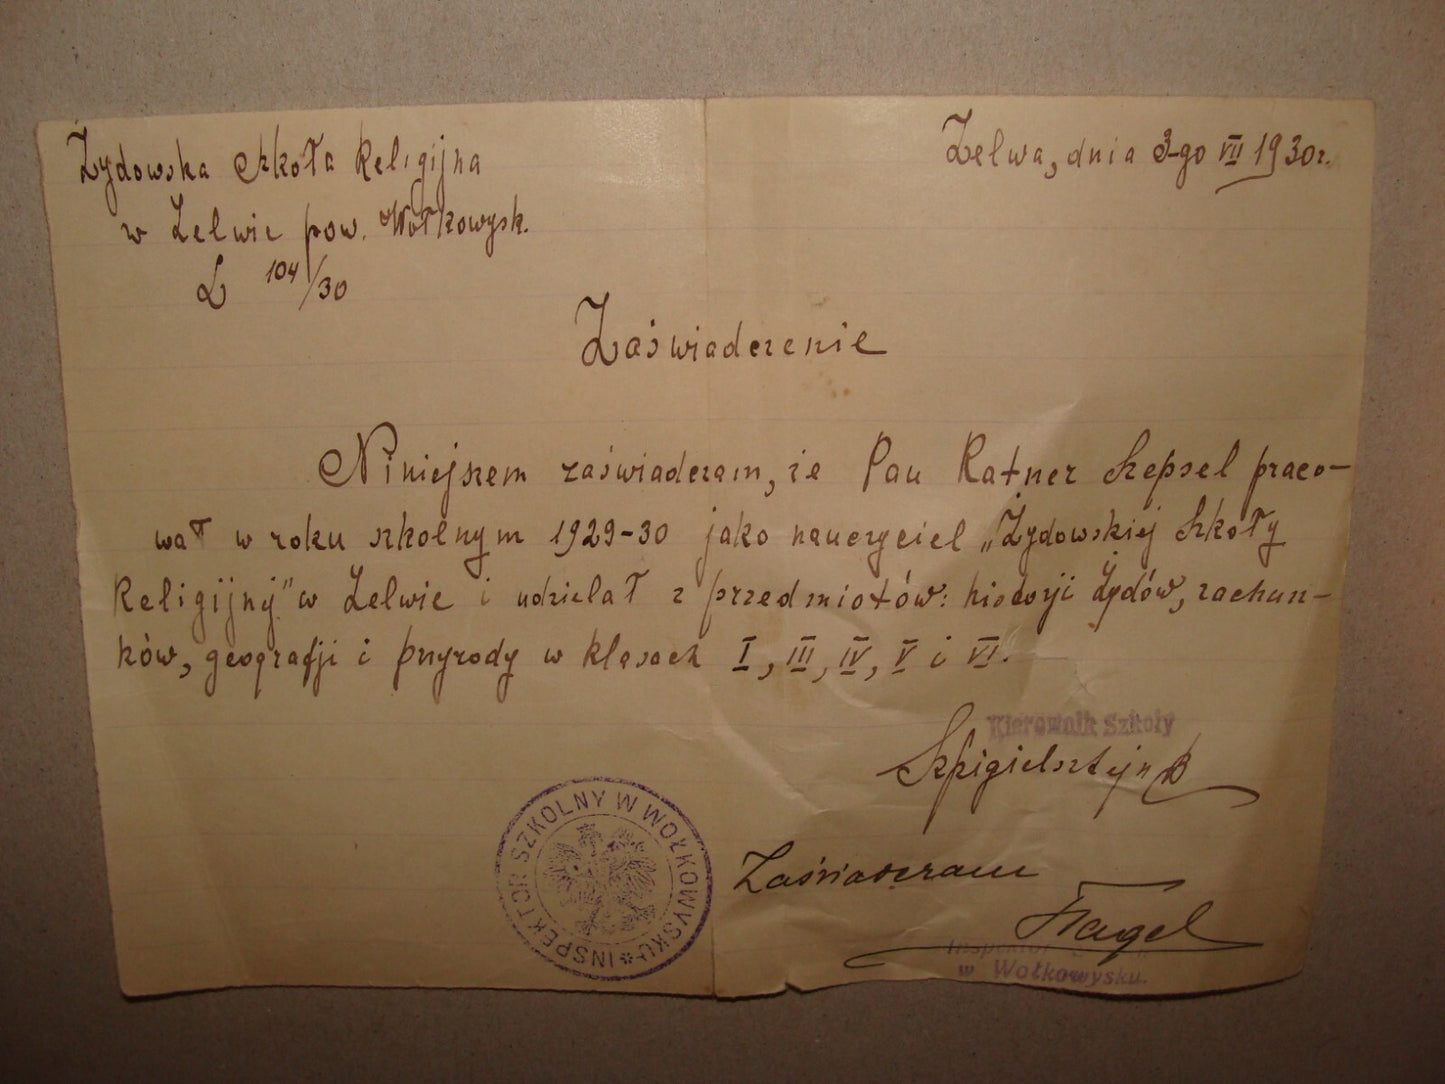 Żydowska Szkoła Religijna
Zelwa, dnia 3-go VII 1930r.
w Zelwie pow. Wołkowysk.
L 104/30
Zaświadczenie
Niniejszem zaświadczam, że Pan Ratner Szepsel praco-
wał w roku szkolnym 1929-30 jako nauczyciel „Żydowskiej Szkoły
Religijnej" w Zelwie i udzielał z przedmiotów: historji Żydów, rachun-
ków, geografji i przyrody w klasach I, III, IV, V i VI.
Kierownik Szkoły
Szpigielsztejn B
INSPEKTOR SZKOLNY W WOŁKOWYSKU
Zaświadczam
Inspektor
w Wołkowysku.